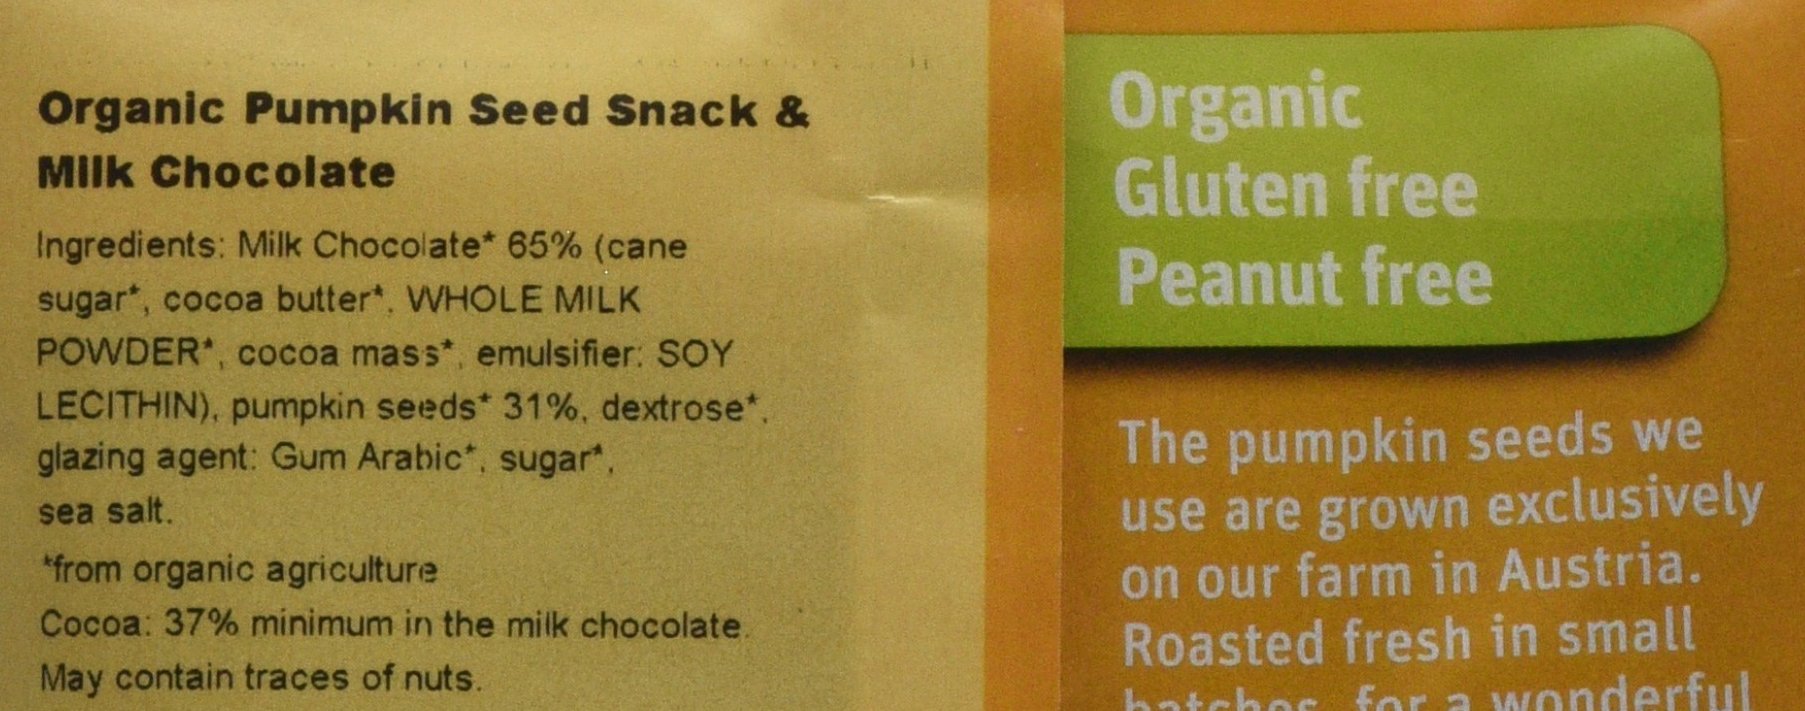 Organic Pumpkin Seed Snack &
Milk Chocolate
Ingredients: Milk Chocolate* 65% (cane
sugar*, cocoa butter*, WHOLE MILK
POWDER*, cocoa mass*, emulsifier: SOY
LECITHIN), pumpkin seeds* 31%, dextrose*,
glazing agent: Gum Arabic*, sugar*,
sea salt.
*from organic agriculture
Cocoa: 37% minimum in the milk chocolate.
May contain traces of nuts.
Organic
Gluten free
Peanut free
The pumpkin seeds we
use are grown exclusively
on our farm in Austria.
Roasted fresh in small
batches, for a wonderful